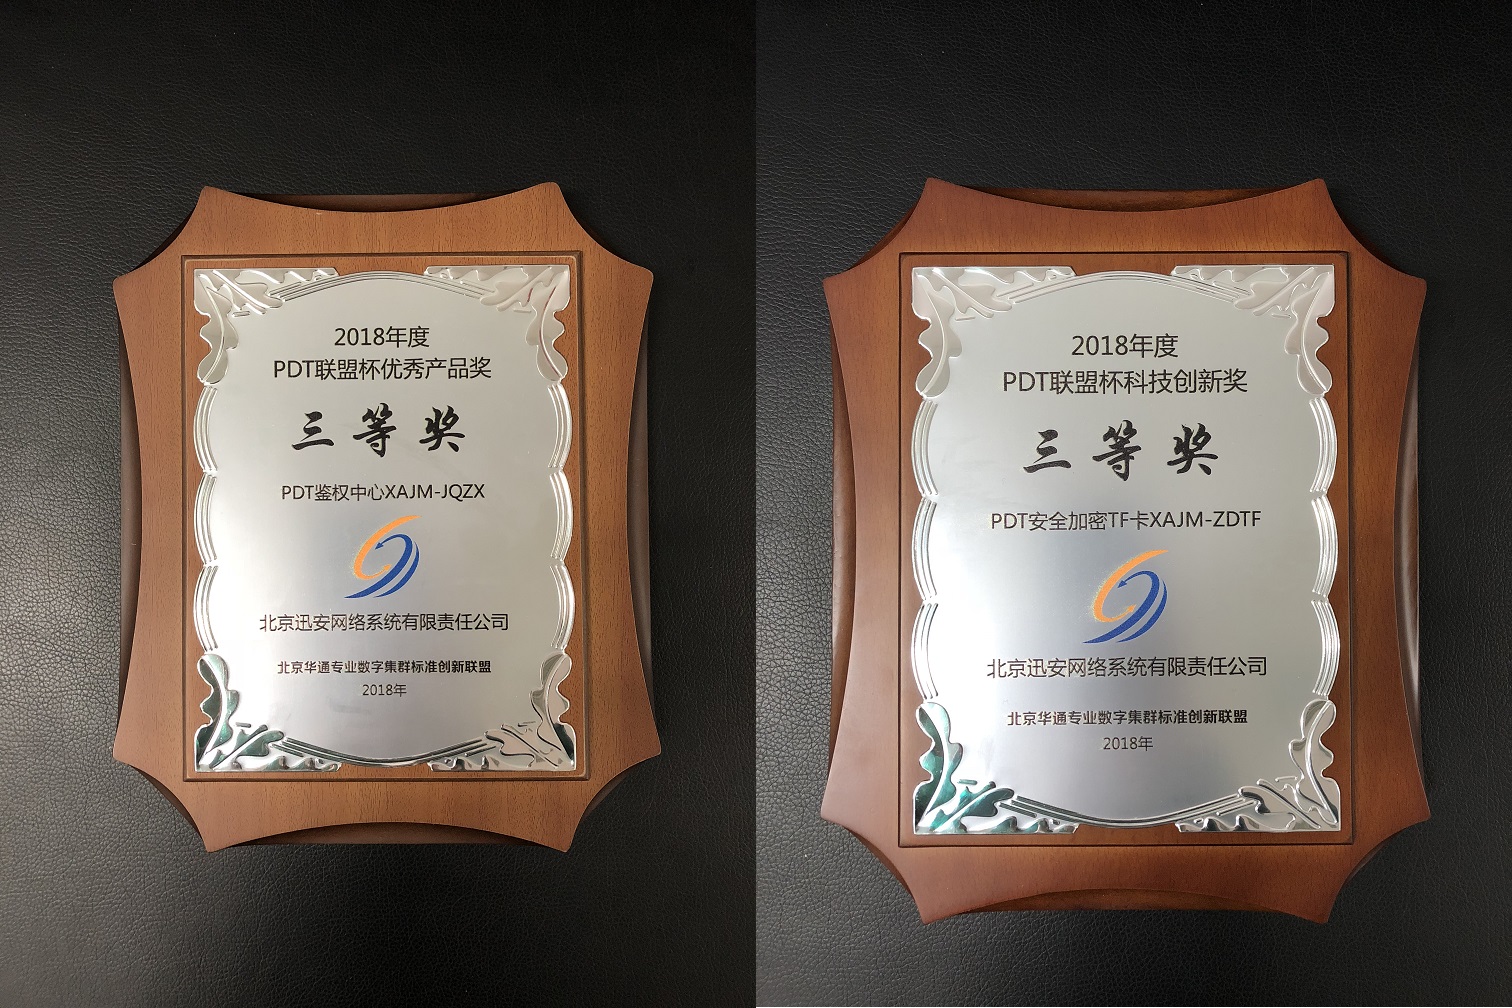 2018年度
PDT联盟杯优秀产品奖
三等奖
PDT鉴权中心XAJM-JQZX
北京迅安网络系统有限责任公司
北京华通专业数字集群标准创新联盟
2018年
2018年度
PDT联盟杯科技创新奖
三等奖
PDT安全加密TF卡XAJM-ZDTF
北京迅安网络系统有限责任公司
北京华通专业数字集群标准创新联盟
2018年